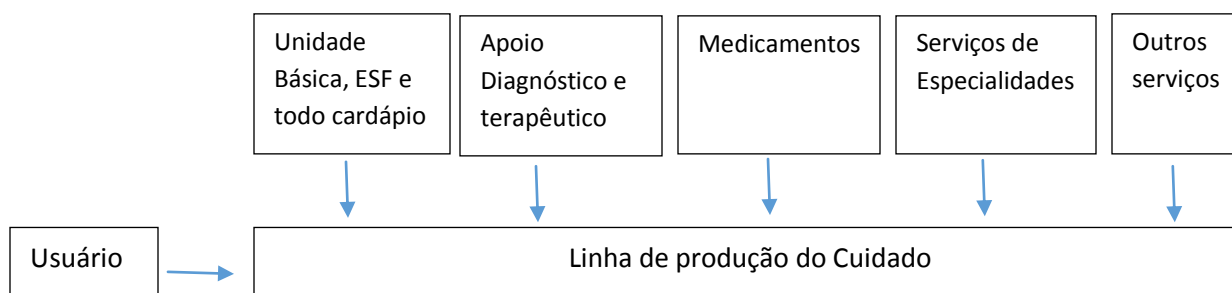 Unidade
Básica, ESF e
todo cardápio
Apoio
Diagnóstico e
terapêutico
Medicamentos
Serviços de
Especialidades
Outros
serviços
Usuário
Linha de produção do Cuidado